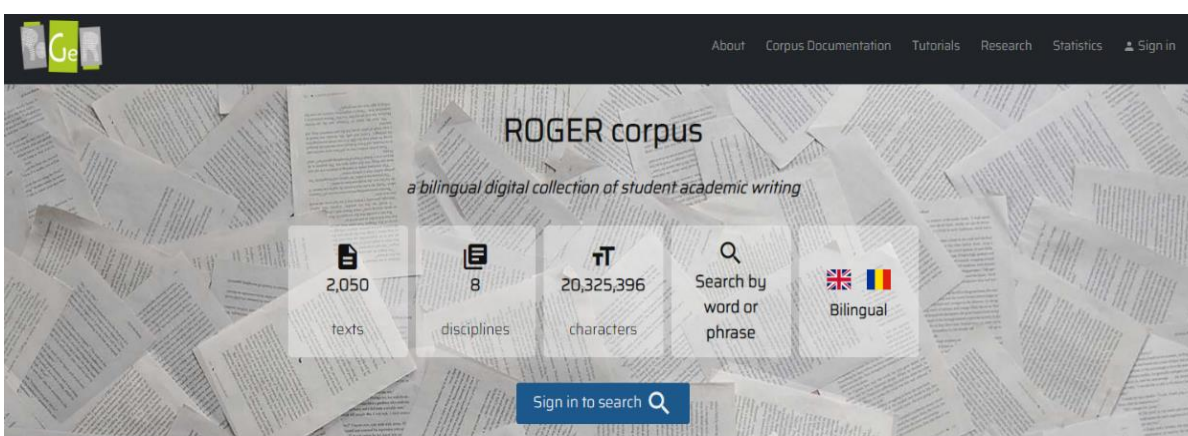 RoGeR
About Corpus Documentation Tutorials Research Statistics Sign in
ROGER corpus
a bilingual digital collection of student academic writing
2,050
texts
8
disciplines
20,325,396
characters
Search by
word or
phrase
Bilingual
Sign in to search